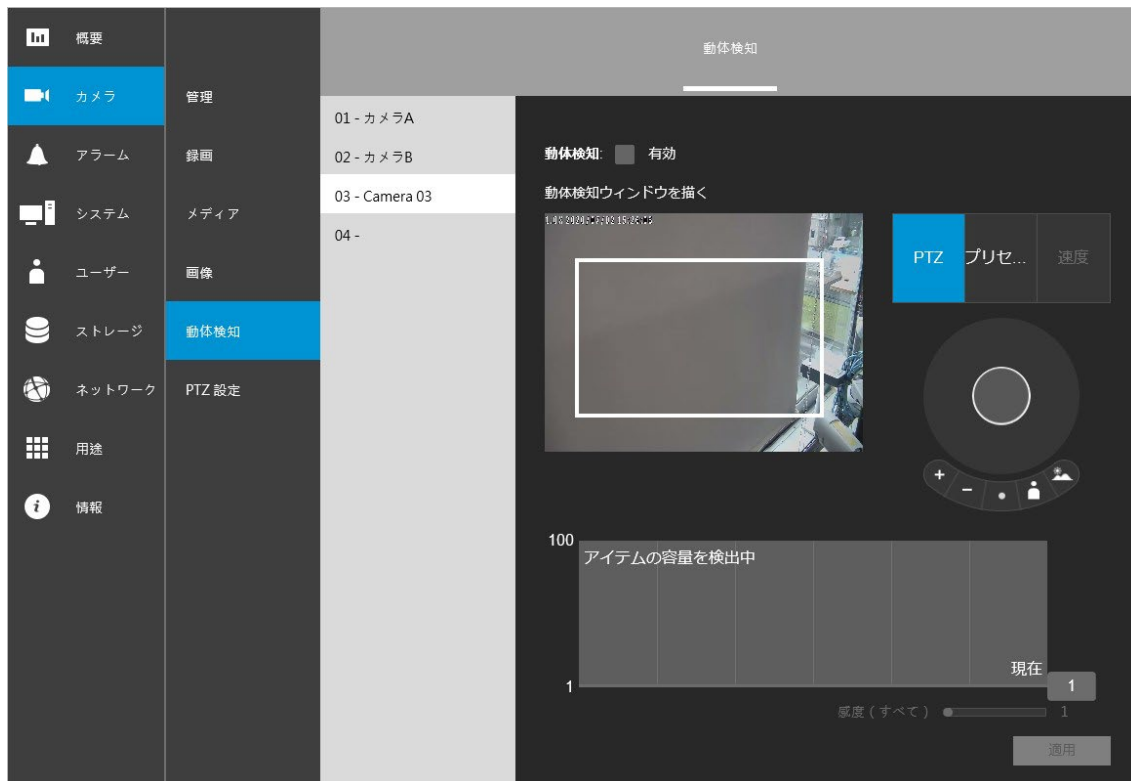 概要
カメラ
アラーム
システム
ユーザー
ストレージ
ネットワーク
用途
情報
管理
録画
メディア
画像
動体検知
PTZ 設定
動体検知
01 - カメラA
02 - カメラB
03 - Camera 03
04 -
動体検知: 有効
動体検知ウィンドウを描く
PTZ プリセ... 速度
+
-
100
アイテムの容量を検出中
現在
1
1
感度 ( すべて ) 1
適用